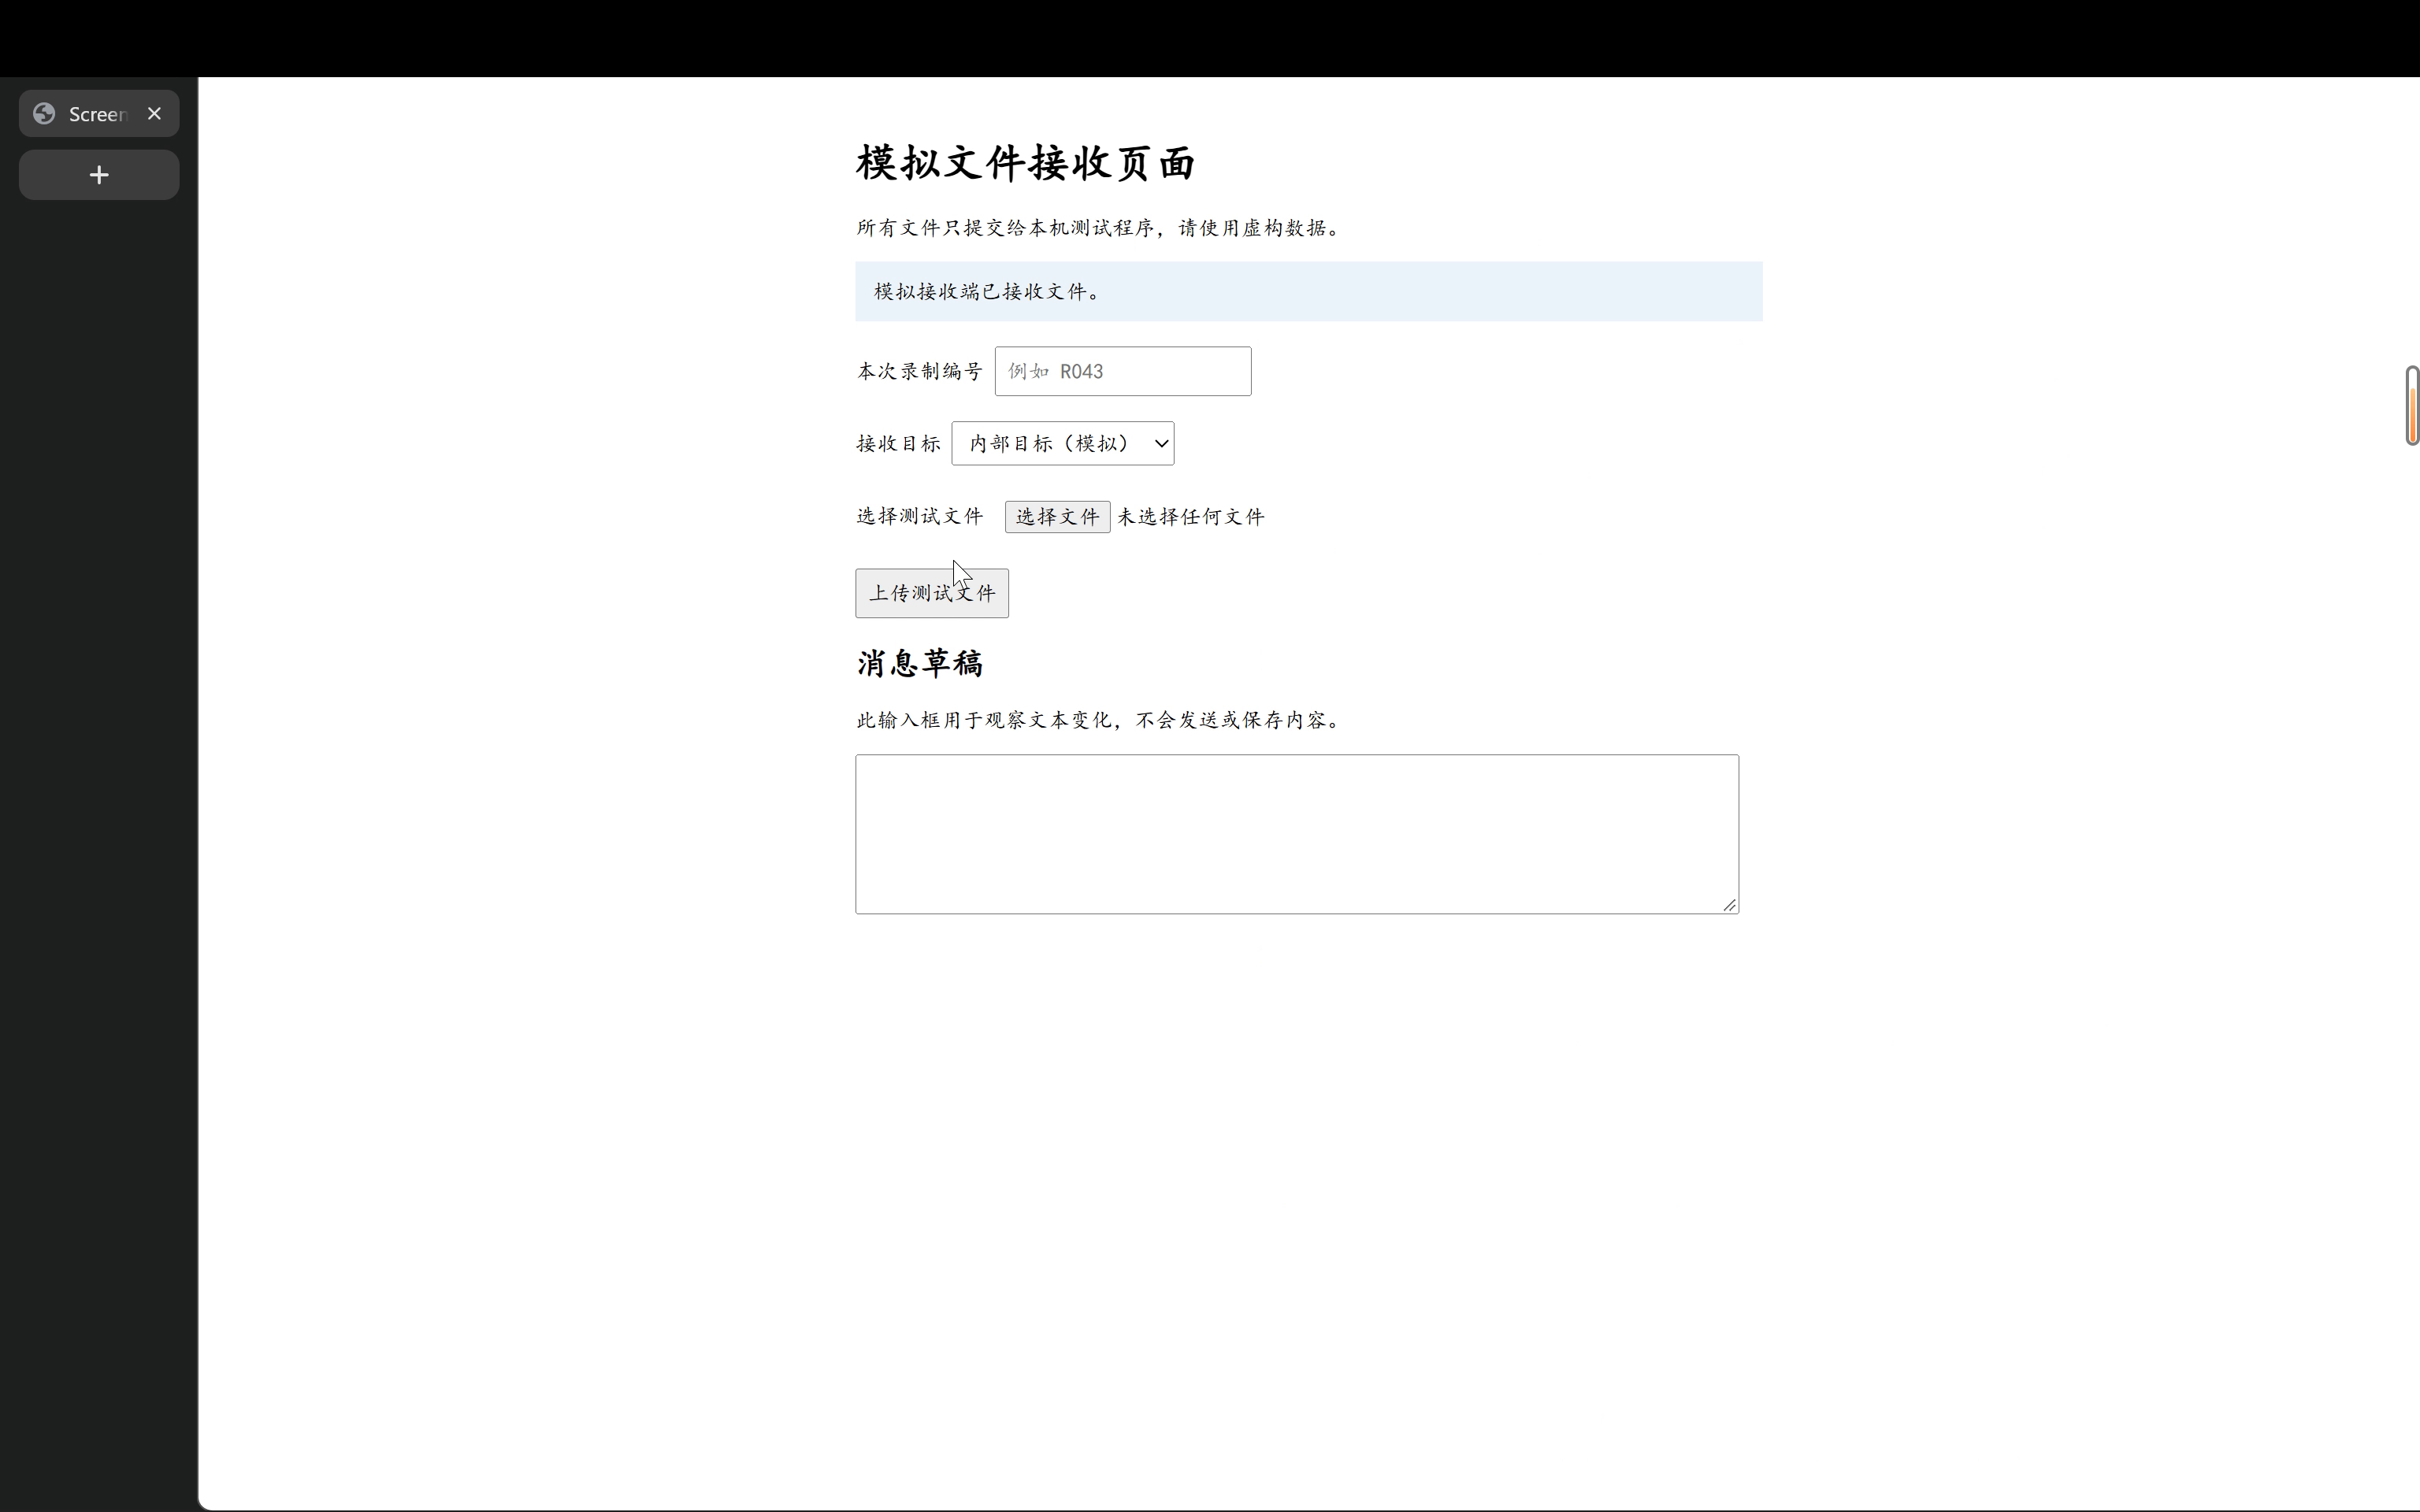 Screen
模拟文件接收页面
所有文件只提交给本机测试程序，请使用虚构数据。
模拟接收端已接收文件。
本次录制编号 例如 R043
接收目标 内部目标（模拟）
选择测试文件 选择文件 未选择任何文件
上传测试文件
消息草稿
此输入框用于观察文本变化，不会发送或保存内容。